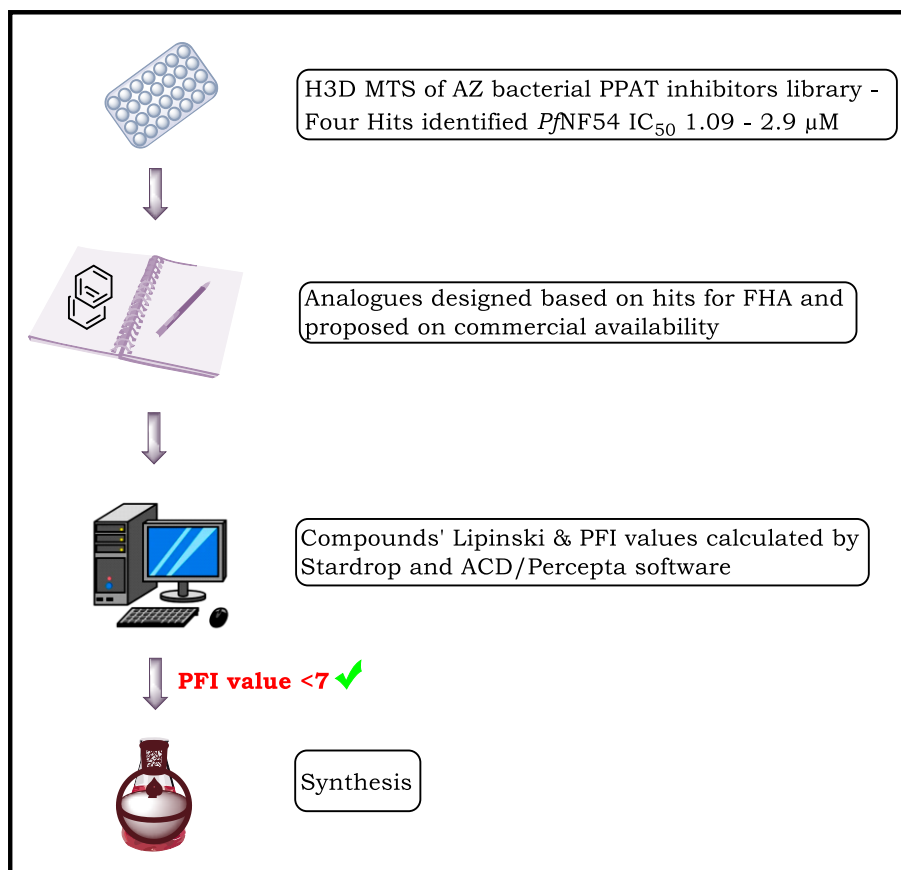 H3D MTS of AZ bacterial PPAT inhibitors library -
Four Hits identified PfNF54 IC50 1.09 - 2.9 µM
Analogues designed based on hits for FHA and
proposed on commercial availability
Compounds' Lipinski & PFI values calculated by
Stardrop and ACD/Percepta software
PFI value <7
Synthesis